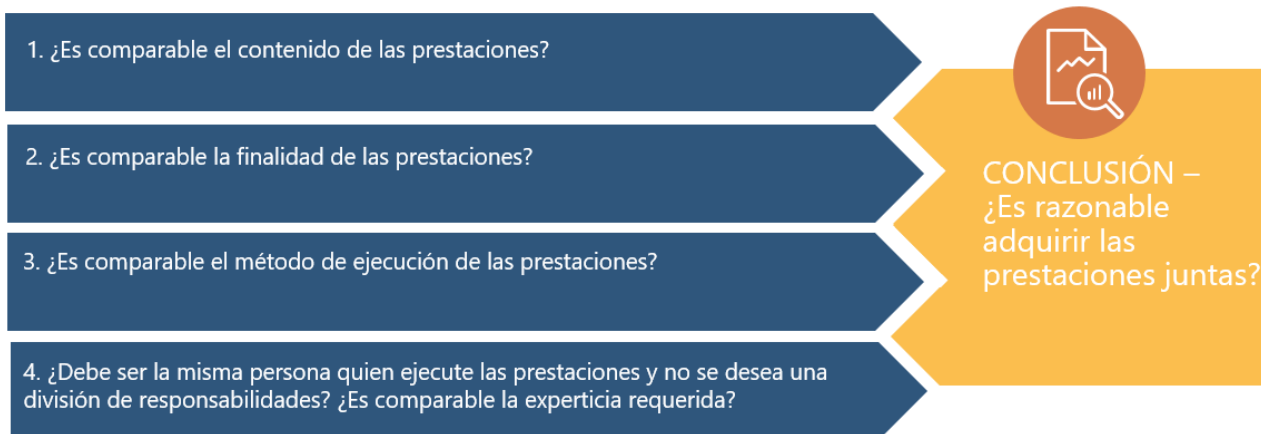 1. ¿Es comparable el contenido de las prestaciones?
2. ¿Es comparable la finalidad de las prestaciones?
3. ¿Es comparable el método de ejecución de las prestaciones?
4. ¿Debe ser la misma persona quien ejecute las prestaciones y no se desea una
división de responsabilidades? ¿Es comparable la experticia requerida?
CONCLUSIÓN –
¿Es razonable
adquirir las
prestaciones juntas?